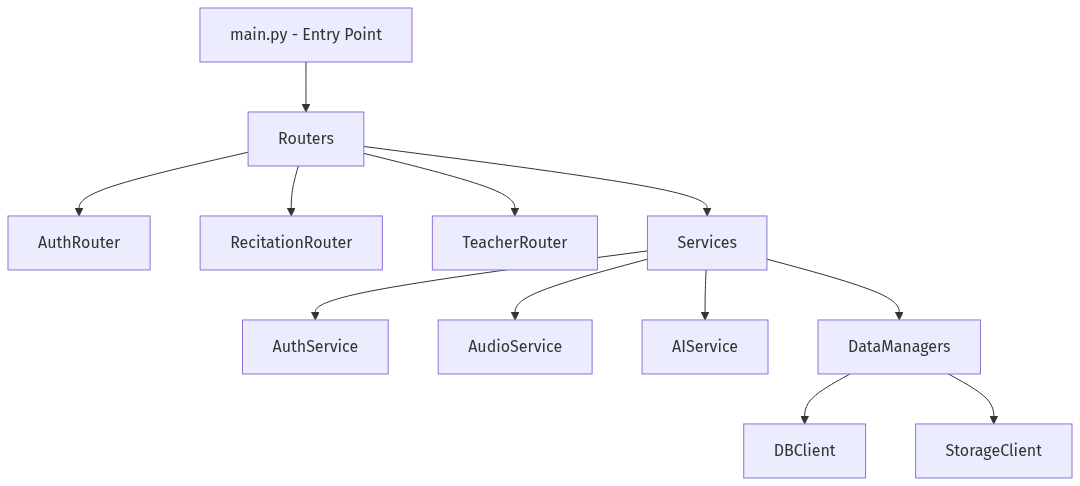 main.py - Entry Point
Routers
AuthRouter
RecitationRouter
TeacherRouter
Services
AuthService
AudioService
AIService
DataManagers
DBClient
StorageClient